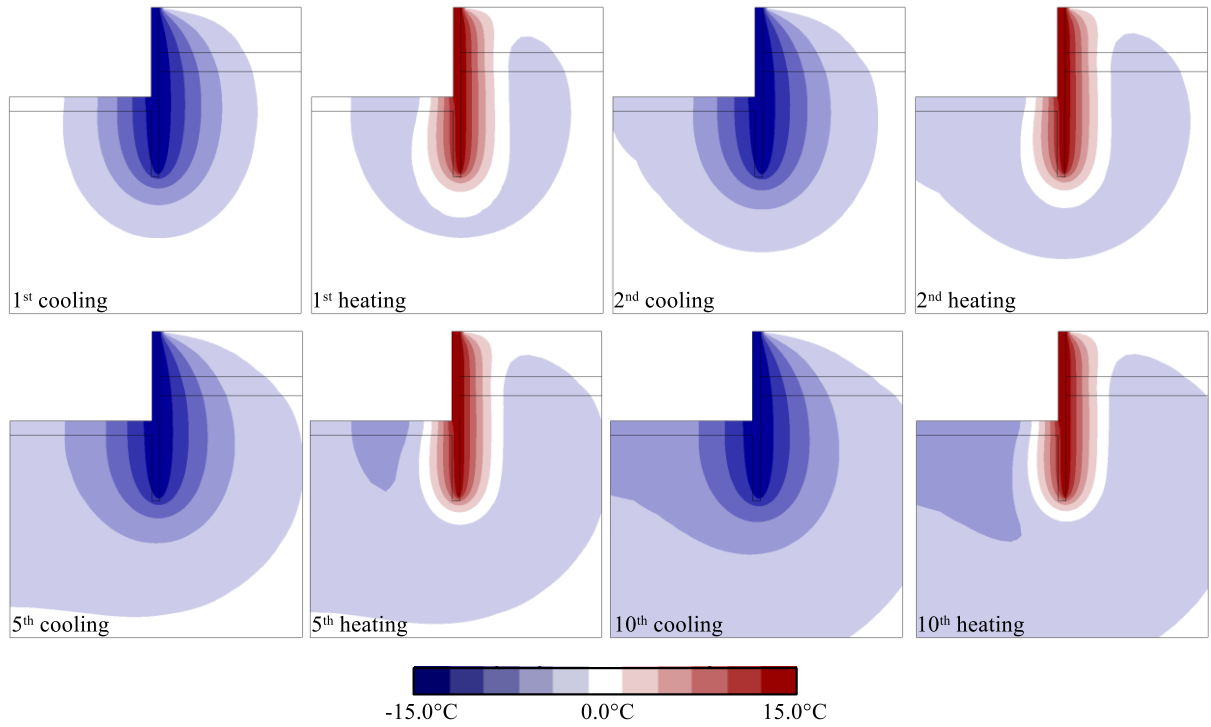 1st cooling
1st heating
2nd cooling
2nd heating
5th cooling
5th heating
10th cooling
10th heating
-15.0°C
0.0°C
15.0°C